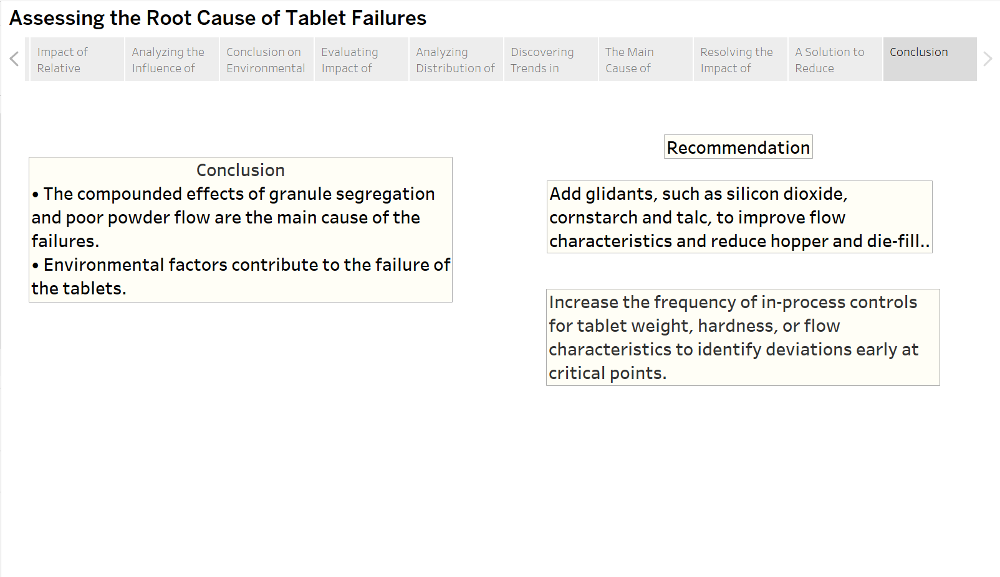 Assessing the Root Cause of Tablet Failures
Impact of
Relative
Analyzing the
Influence of
Conclusion on
Environmental
Evaluating
Impact of
Analyzing
Distribution of
Discovering
Trends in
The Main
Cause of
Resolving the
Impact of
A Solution to
Reduce
Conclusion
Conclusion
• The compounded effects of granule segregation
and poor powder flow are the main cause of the
failures.
• Environmental factors contribute to the failure of
the tablets.
Recommendation
Add glidants, such as silicon dioxide,
cornstarch and talc, to improve flow
characteristics and reduce hopper and die-fill..
Increase the frequency of in-process controls
for tablet weight, hardness, or flow
characteristics to identify deviations early at
critical points.